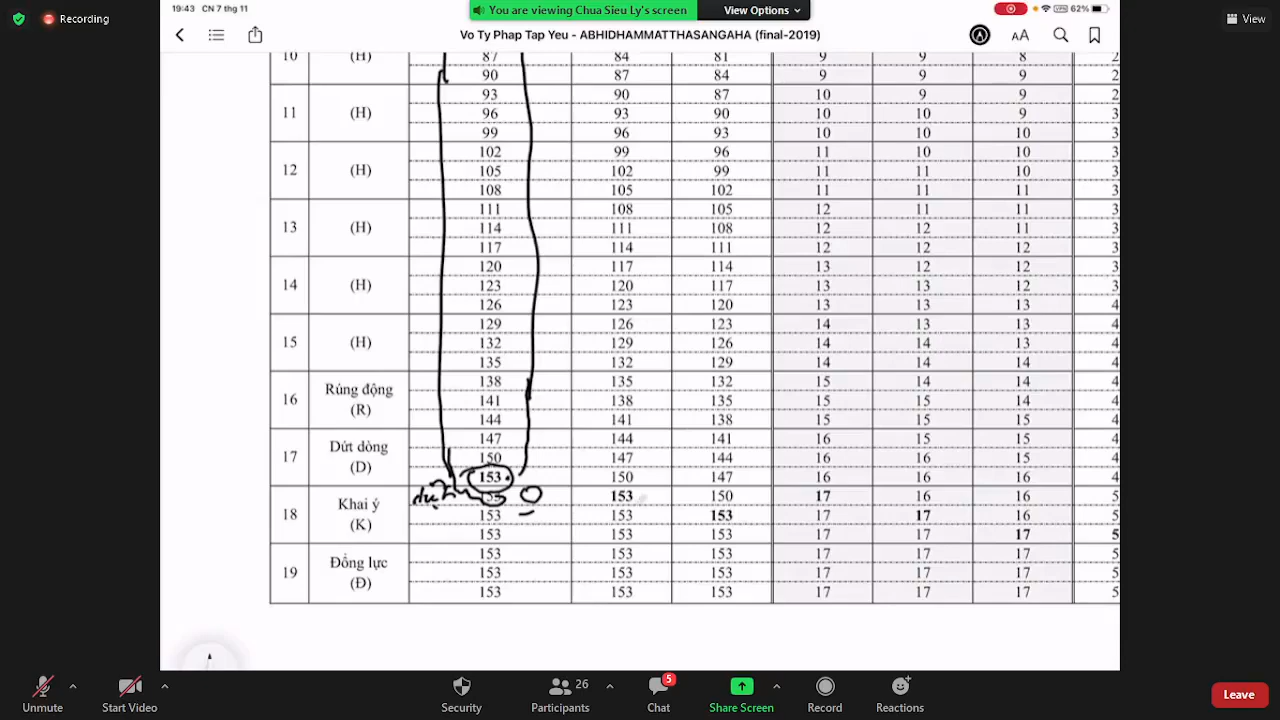 19:43 CN 7 thg 11
You are viewing Chua Sieu Ly's screen
View Options
VPN 62%
Recording
View
Vo Ty Phap Tap Yeu - ABHIDHAMMATTHASANGAHA (final-2019)
AA
10 (H) 87 84 81 9 9 8 2
90 87 84 9 9 9 2
93 90 87 10 9 9 2
11 (H) 96 93 90 10 10 9 3
99 96 93 10 10 10 3
102 99 96 11 10 10 3
12 (H) 105 102 99 11 11 10 3
108 105 102 11 11 11 3
111 108 105 12 11 11 3
13 (H) 114 111 108 12 12 11 3
117 114 111 12 12 12 3
120 117 114 13 12 12 3
14 (H) 123 120 117 13 13 12 3
126 123 120 13 13 13 4
129 126 123 14 13 13 4
15 (H) 132 129 126 14 14 13 4
135 132 129 14 14 14 4
138 135 132 15 14 14 4
16 Rúng động (R) 141 138 135 15 15 14 4
144 141 138 15 15 15 4
147 144 141 16 15 15 4
17 Dứt dòng (D) 150 147 144 16 16 15 4
153 150 147 16 16 16 4
153 153 150 17 16 16 5
18 Khai ý (K) 153 153 153 17 17 16 5
153 153 153 17 17 17 5
153 153 153 17 17 17 5
19 Đổng lực (Đ) 153 153 153 17 17 17 5
153 153 153 17 17 17 5
Unmute
Start Video
Security
26
Participants
5
Chat
Share Screen
Record
Reactions
Leave